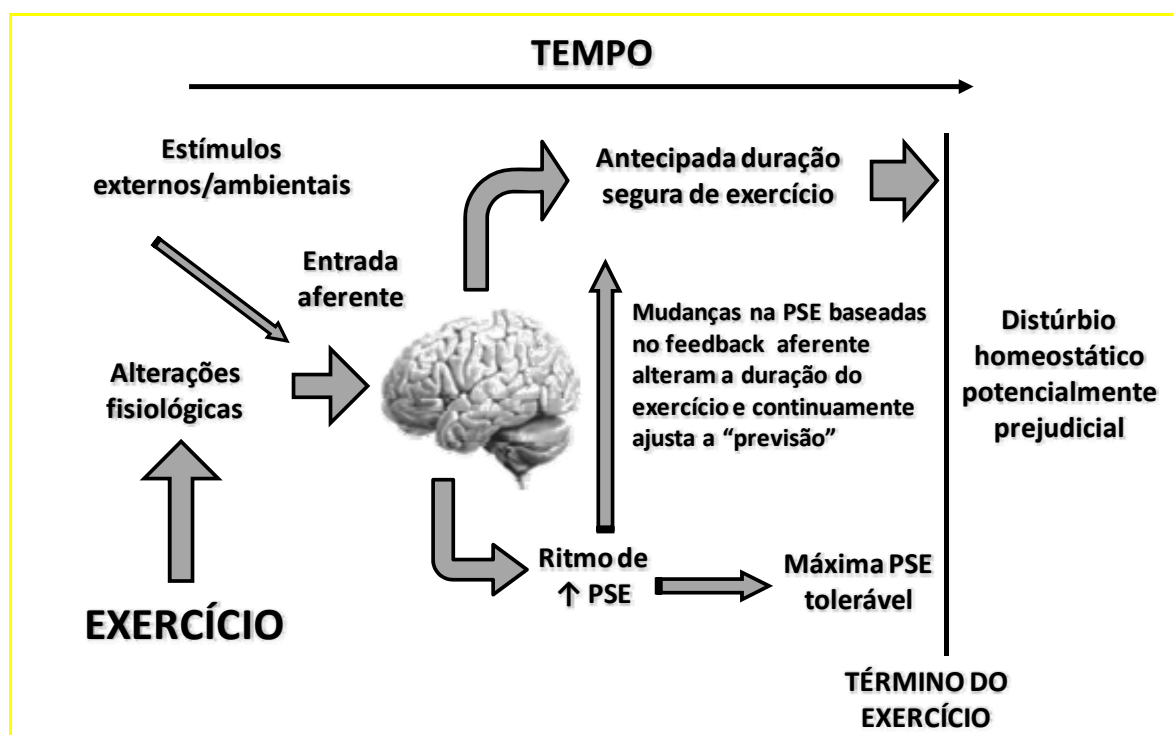 TEMPO
Estímulos
externos/ambientais
Antecipada duração
segura de exercício
Entrada
aferente
Alterações
fisiológicas
Mudanças na PSE baseadas
no feedback aferente
alteram a duração do
exercício e continuamente
ajusta a “previsão”
Distúrbio
homeostático
potencialmente
prejudicial
EXERCÍCIO
Ritmo de
↑ PSE
Máxima PSE
tolerável
TÉRMINO DO
EXERCÍCIO